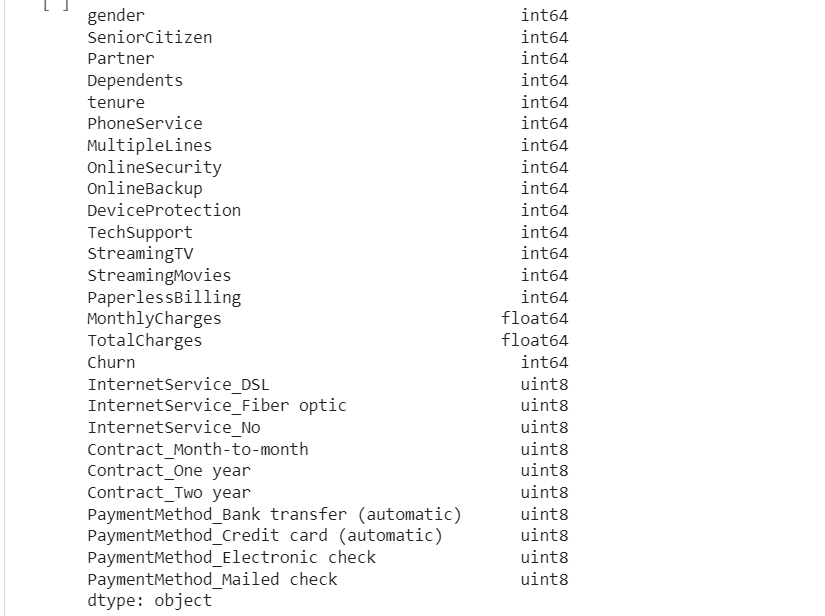 [ ]
gender int64
SeniorCitizen int64
Partner int64
Dependents int64
tenure int64
PhoneService int64
MultipleLines int64
OnlineSecurity int64
OnlineBackup int64
DeviceProtection int64
TechSupport int64
StreamingTV int64
StreamingMovies int64
PaperlessBilling int64
MonthlyCharges float64
TotalCharges float64
Churn int64
InternetService_DSL uint8
InternetService_Fiber optic uint8
InternetService_No uint8
Contract_Month-to-month uint8
Contract_One year uint8
Contract_Two year uint8
PaymentMethod_Bank transfer (automatic) uint8
PaymentMethod_Credit card (automatic) uint8
PaymentMethod_Electronic check uint8
PaymentMethod_Mailed check uint8
dtype: object